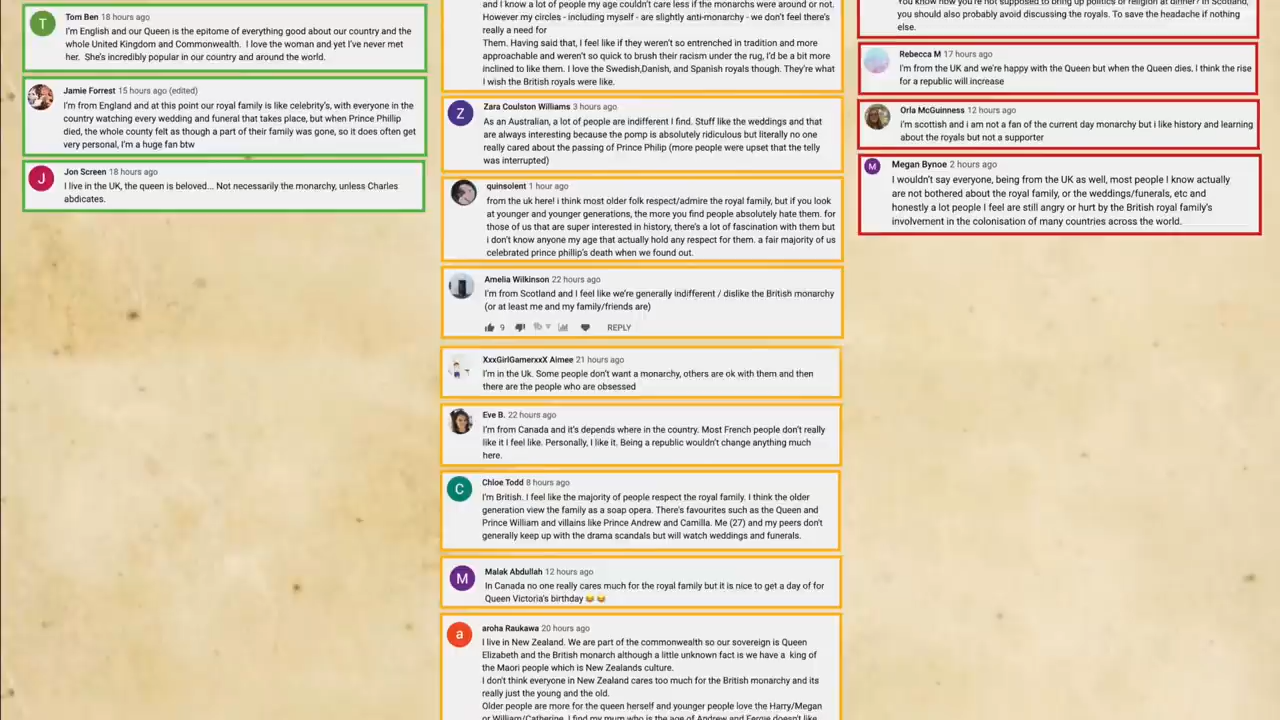 Tom Ben 18 hours ago
I'm English and our Queen is the epitome of everything good about our country and the
whole United Kingdom and Commonwealth. I love the woman and yet I've never met
her. She's incredibly popular in our country and around the world.
Jamie Forrest 15 hours ago (edited)
I'm from England and at this point our royal family is like celebrity's, with everyone in the
country watching every wedding and funeral that takes place, but when Prince Phillip
died, the whole county felt as though a part of their family was gone, so it does often get
very personal, I'm a huge fan btw
J
Jon Screen 18 hours ago
I live in the UK, the queen is beloved... Not necessarily the monarchy, unless Charles
abdicates.
and I know a lot of people my age couldn't care less if the monarchs were around or not.
However my circles - including myself - are slightly anti-monarchy - we don't feel there's
really a need for
Them. Having said that, I feel like if they weren't so entrenched in tradition and more
approachable and weren't so quick to brush their racism under the rug, I'd be a bit more
inclined to like them. I love the Swedish,Danish, and Spanish royals though. They're what
I wish the British royals were like.
Z
Zara Coulston Williams 3 hours ago
As an Australian, a lot of people are indifferent I find. Stuff like the weddings and that
are always interesting because the pomp is absolutely ridiculous but literally no one
really cared about the passing of Prince Philip (more people were upset that the telly
was interrupted)
quinsolent 1 hour ago
from the uk here! i think most older folk respect/admire the royal family, but if you look
at younger and younger generations, the more you find people absolutely hate them. for
those of us that are super interested in history, there's a lot of fascination with them but
i don't know anyone my age that actually hold any respect for them. a fair majority of us
celebrated prince phillip's death when we found out.
Amelia Wilkinson 22 hours ago
I'm from Scotland and I feel like we're generally indifferent / dislike the British monarchy
(or at least me and my family/friends are)
9 REPLY
XxxGirlGamerxxX Aimee 21 hours ago
I'm in the Uk. Some people don't want a monarchy, others are ok with them and then
there are the people who are obsessed
Eve B. 22 hours ago
I'm from Canada and it's depends where in the country. Most French people don't really
like it I feel like. Personally, I like it. Being a republic wouldn't change anything much
here.
C
Chloe Todd 8 hours ago
I'm British. I feel like the majority of people respect the royal family. I think the older
generation view the family as a soap opera. There's favourites such as the Queen and
Prince William and villains like Prince Andrew and Camilla. Me (27) and my peers don't
generally keep up with the drama scandals but will watch weddings and funerals.
M
Malak Abdullah 12 hours ago
In Canada no one really cares much for the royal family but it is nice to get a day of for
Queen Victoria's birthday 😂 😂
a
aroha Raukawa 20 hours ago
I live in New Zealand. We are part of the commonwealth so our sovereign is Queen
Elizabeth and the British monarch although a little unknown fact is we have a king of
the Maori people which is New Zealands culture.
I don't think everyone in New Zealand cares too much for the British monarchy and its
really just the young and the old.
Older people are more for the queen herself and younger people love the Harry/Megan
or William/Catherine. I find my mum who is the age of Andrew and Fergie doesn't like
You know how you're not supposed to bring up politics or religion at dinner? In Scotland,
you should also probably avoid discussing the royals. To save the headache if nothing
else.
Rebecca M 17 hours ago
I'm from the UK and we're happy with the Queen but when the Queen dies. I think the rise
for a republic will increase
Orla McGuinness 12 hours ago
i'm scottish and i am not a fan of the current day monarchy but i like history and learning
about the royals but not a supporter
M
Megan Bynoe 2 hours ago
I wouldn't say everyone, being from the UK as well, most people I know actually
are not bothered about the royal family, or the weddings/funerals, etc and
honestly a lot people I feel are still angry or hurt by the British royal family's
involvement in the colonisation of many countries across the world.